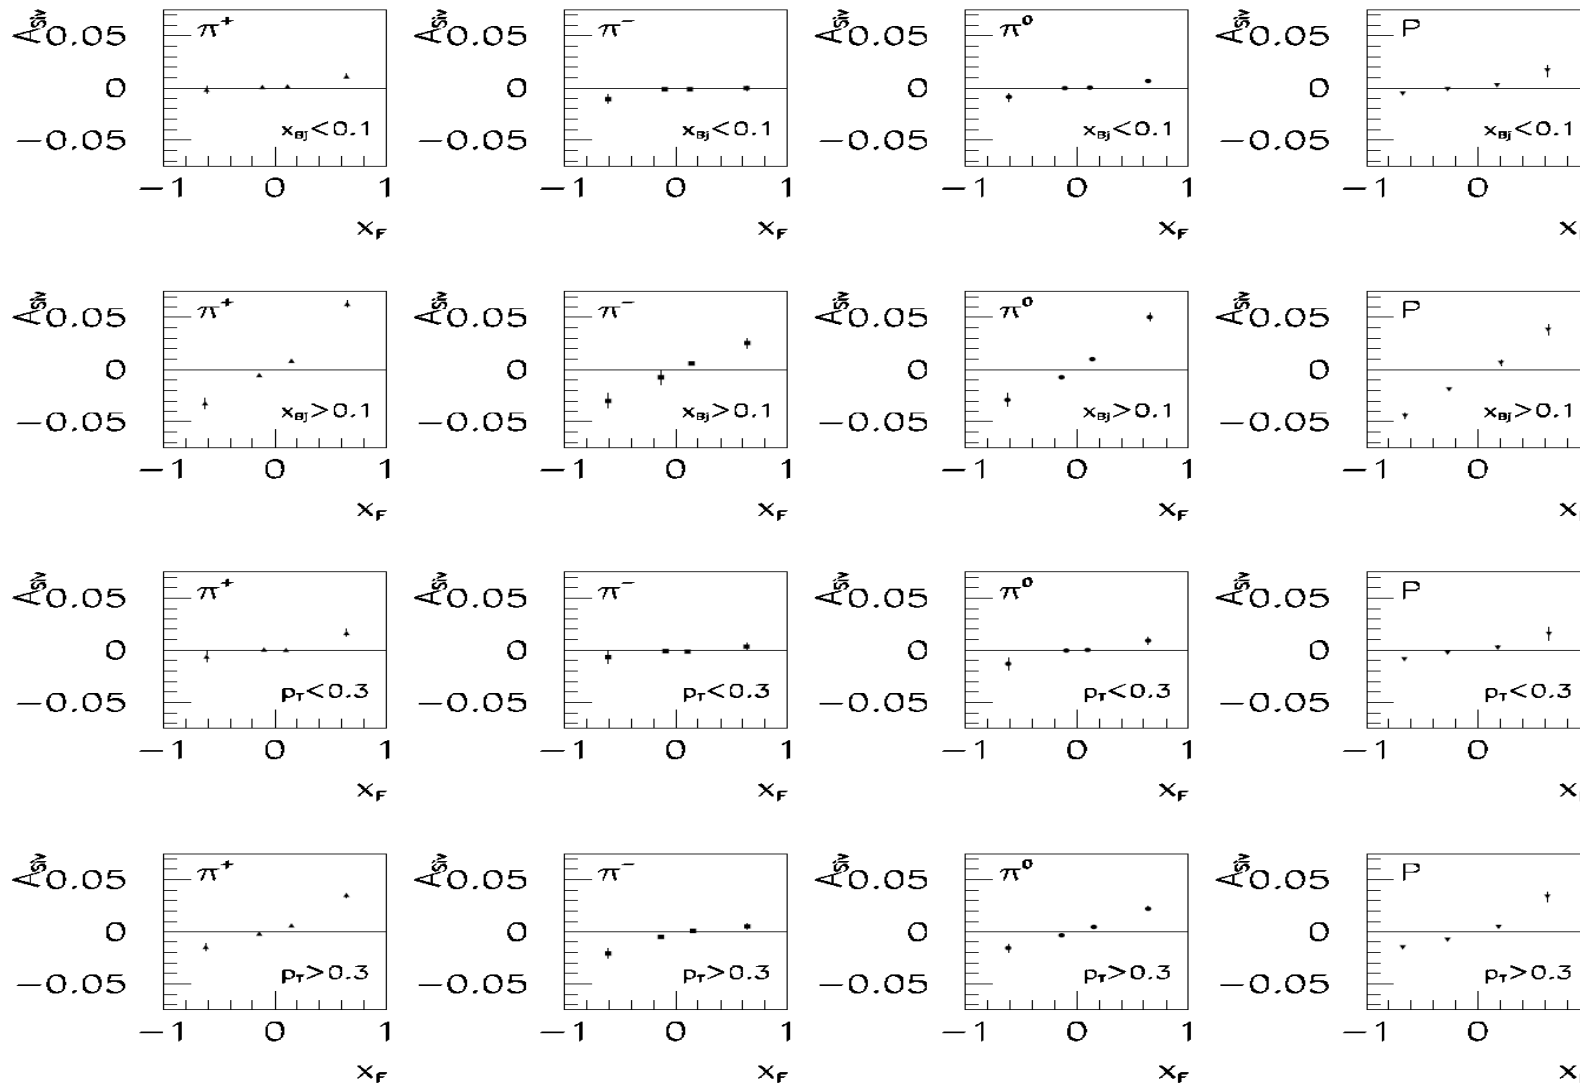 A_Siv 0.05 π⁺ A_Siv 0.05 π⁻ A_Siv 0.05 π⁰ A_Siv 0.05 P
0 0 0 0
−0.05 x_Bj<0.1 −0.05 x_Bj<0.1 −0.05 x_Bj<0.1 −0.05 x_Bj<0.1
−1 0 1 −1 0 1 −1 0 1 −1 0
x_F x_F x_F x
A_Siv 0.05 π⁺ A_Siv 0.05 π⁻ A_Siv 0.05 π⁰ A_Siv 0.05 P
0 0 0 0
−0.05 x_Bj>0.1 −0.05 x_Bj>0.1 −0.05 x_Bj>0.1 −0.05 x_Bj>0.1
−1 0 1 −1 0 1 −1 0 1 −1 0
x_F x_F x_F x
A_Siv 0.05 π⁺ A_Siv 0.05 π⁻ A_Siv 0.05 π⁰ A_Siv 0.05 P
0 0 0 0
−0.05 p_T<0.3 −0.05 p_T<0.3 −0.05 p_T<0.3 −0.05 p_T<0.3
−1 0 1 −1 0 1 −1 0 1 −1 0
x_F x_F x_F x
A_Siv 0.05 π⁺ A_Siv 0.05 π⁻ A_Siv 0.05 π⁰ A_Siv 0.05 P
0 0 0 0
−0.05 p_T>0.3 −0.05 p_T>0.3 −0.05 p_T>0.3 −0.05 p_T>0.3
−1 0 1 −1 0 1 −1 0 1 −1 0
x_F x_F x_F x